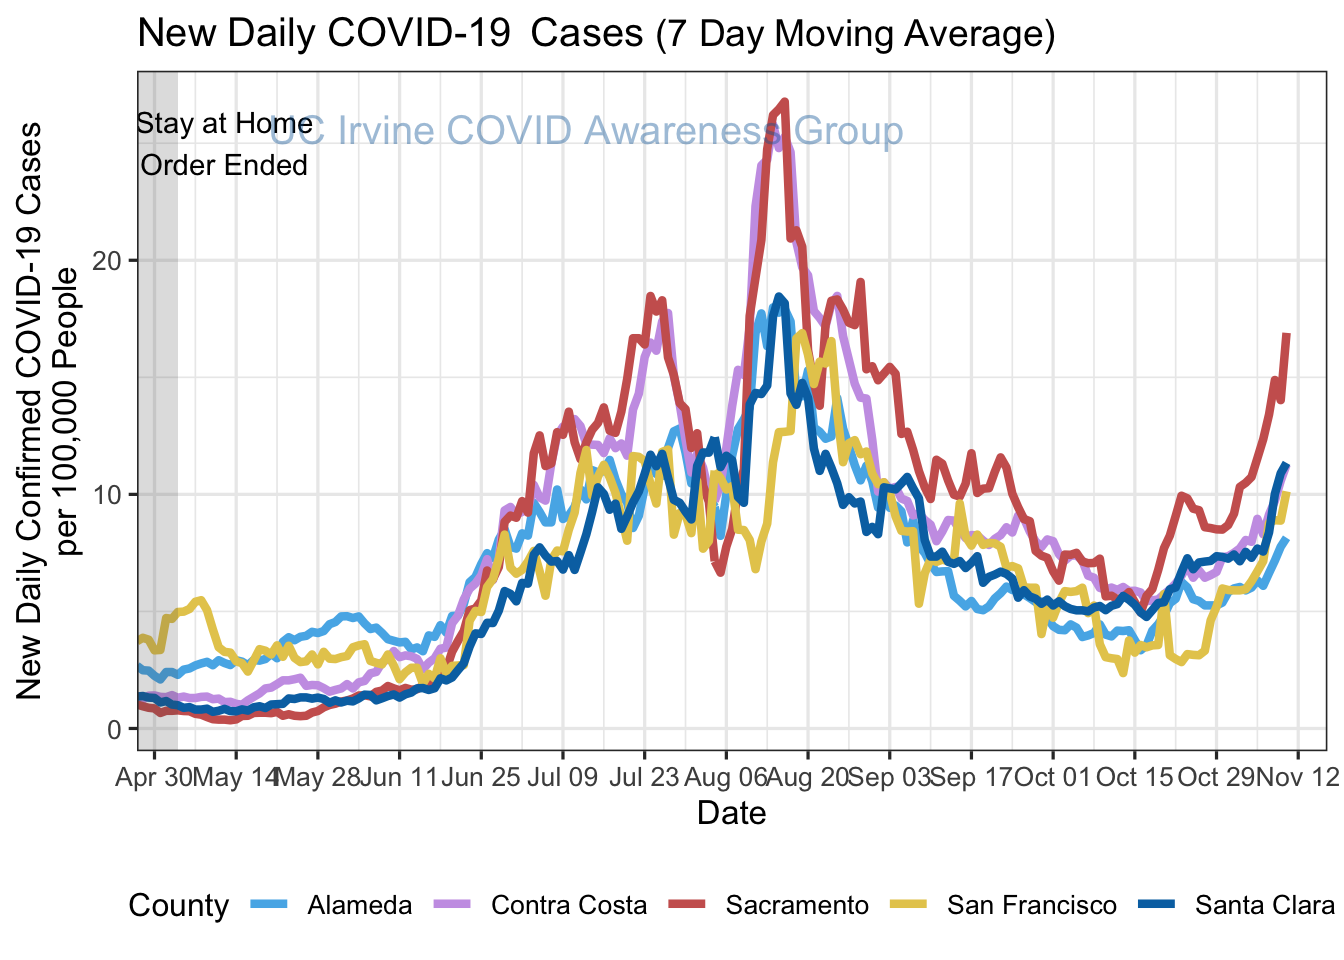 New Daily COVID-19 Cases (7 Day Moving Average)
Stay at Home
Order Ended
UC Irvine COVID Awareness Group
New Daily Confirmed COVID-19 Cases
per 100,000 People
20
10
0
Apr 30 May 14 May 28 Jun 11 Jun 25 Jul 09 Jul 23 Aug 06 Aug 20 Sep 03 Sep 17 Oct 01 Oct 15 Oct 29 Nov 12
Date
County Alameda Contra Costa Sacramento San Francisco Santa Clara